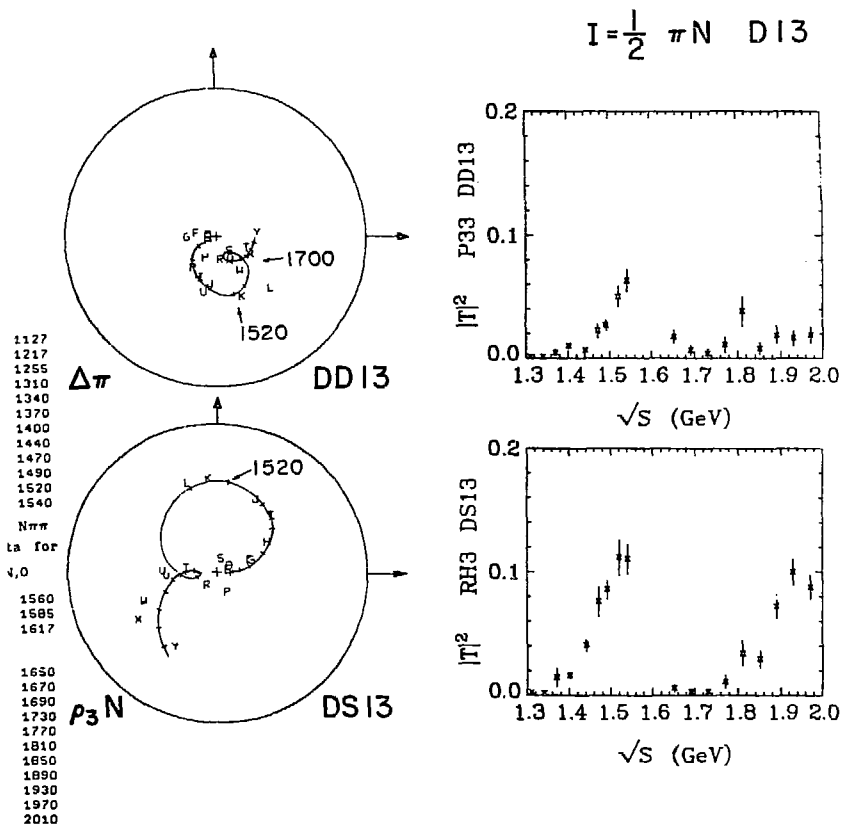 I=1/2 πN D13
1127
1217
1255
1310
1340
1370
1400
1440
1470
1490
1520
1540
Nππ
ta for
N,O
1560
1585
1617
1650
1670
1690
1730
1770
1810
1850
1890
1930
1970
2010
G F
Y
1700
H
R
W
L
K
1520
Δπ
DD13
1520
L K
J
I
H
G
S
P
R
T
U
W
X
Y
ρ3N
DS13
|T|² P33 DD13
0.2
0.1
0.0
1.3 1.4 1.5 1.6 1.7 1.8 1.9 2.0
√S (GeV)
|T|² RH3 DS13
0.2
0.1
0.0
1.3 1.4 1.5 1.6 1.7 1.8 1.9 2.0
√S (GeV)